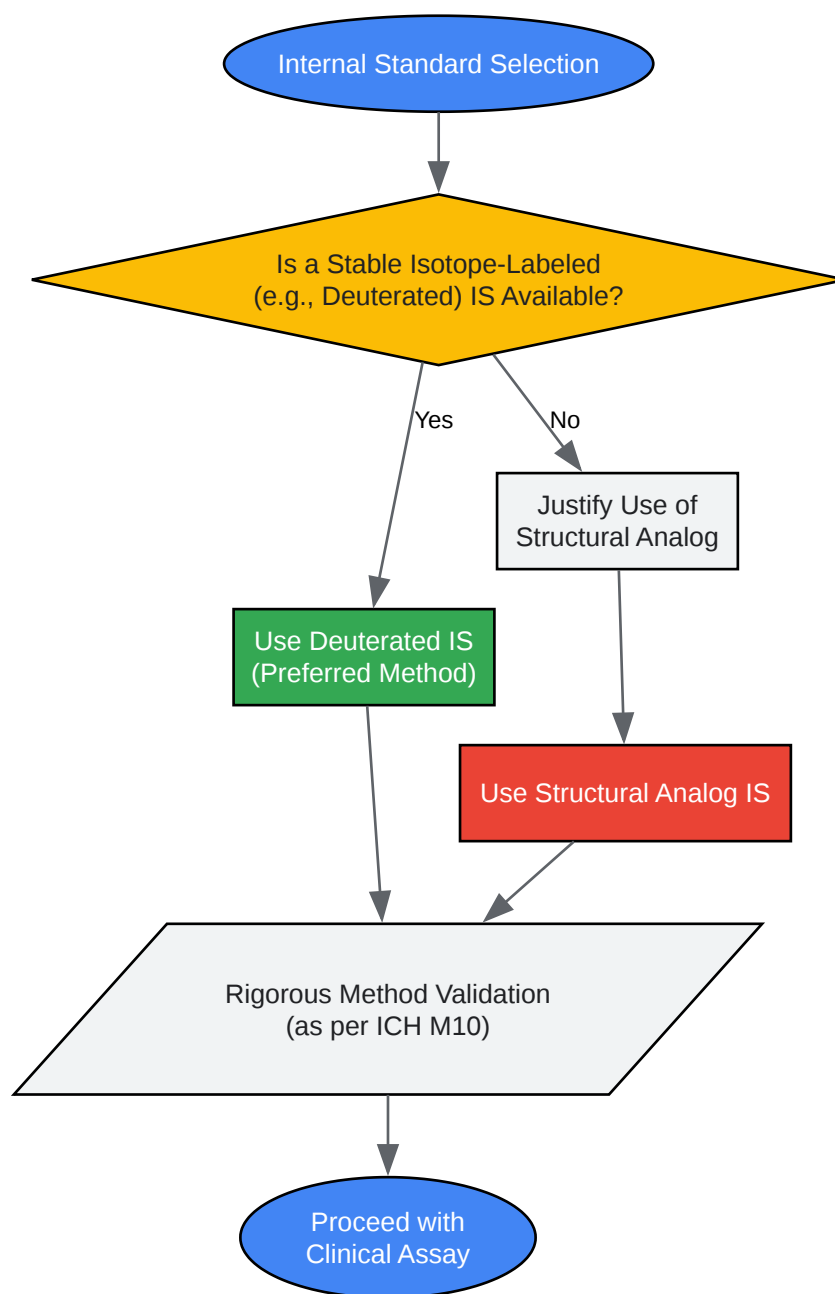 Internal Standard Selection
Is a Stable Isotope-Labeled
(e.g., Deuterated) IS Available?
Yes
No
Justify Use of
Structural Analog
Use Deuterated IS
(Preferred Method)
Use Structural Analog IS
Rigorous Method Validation
(as per ICH M10)
Proceed with
Clinical Assay